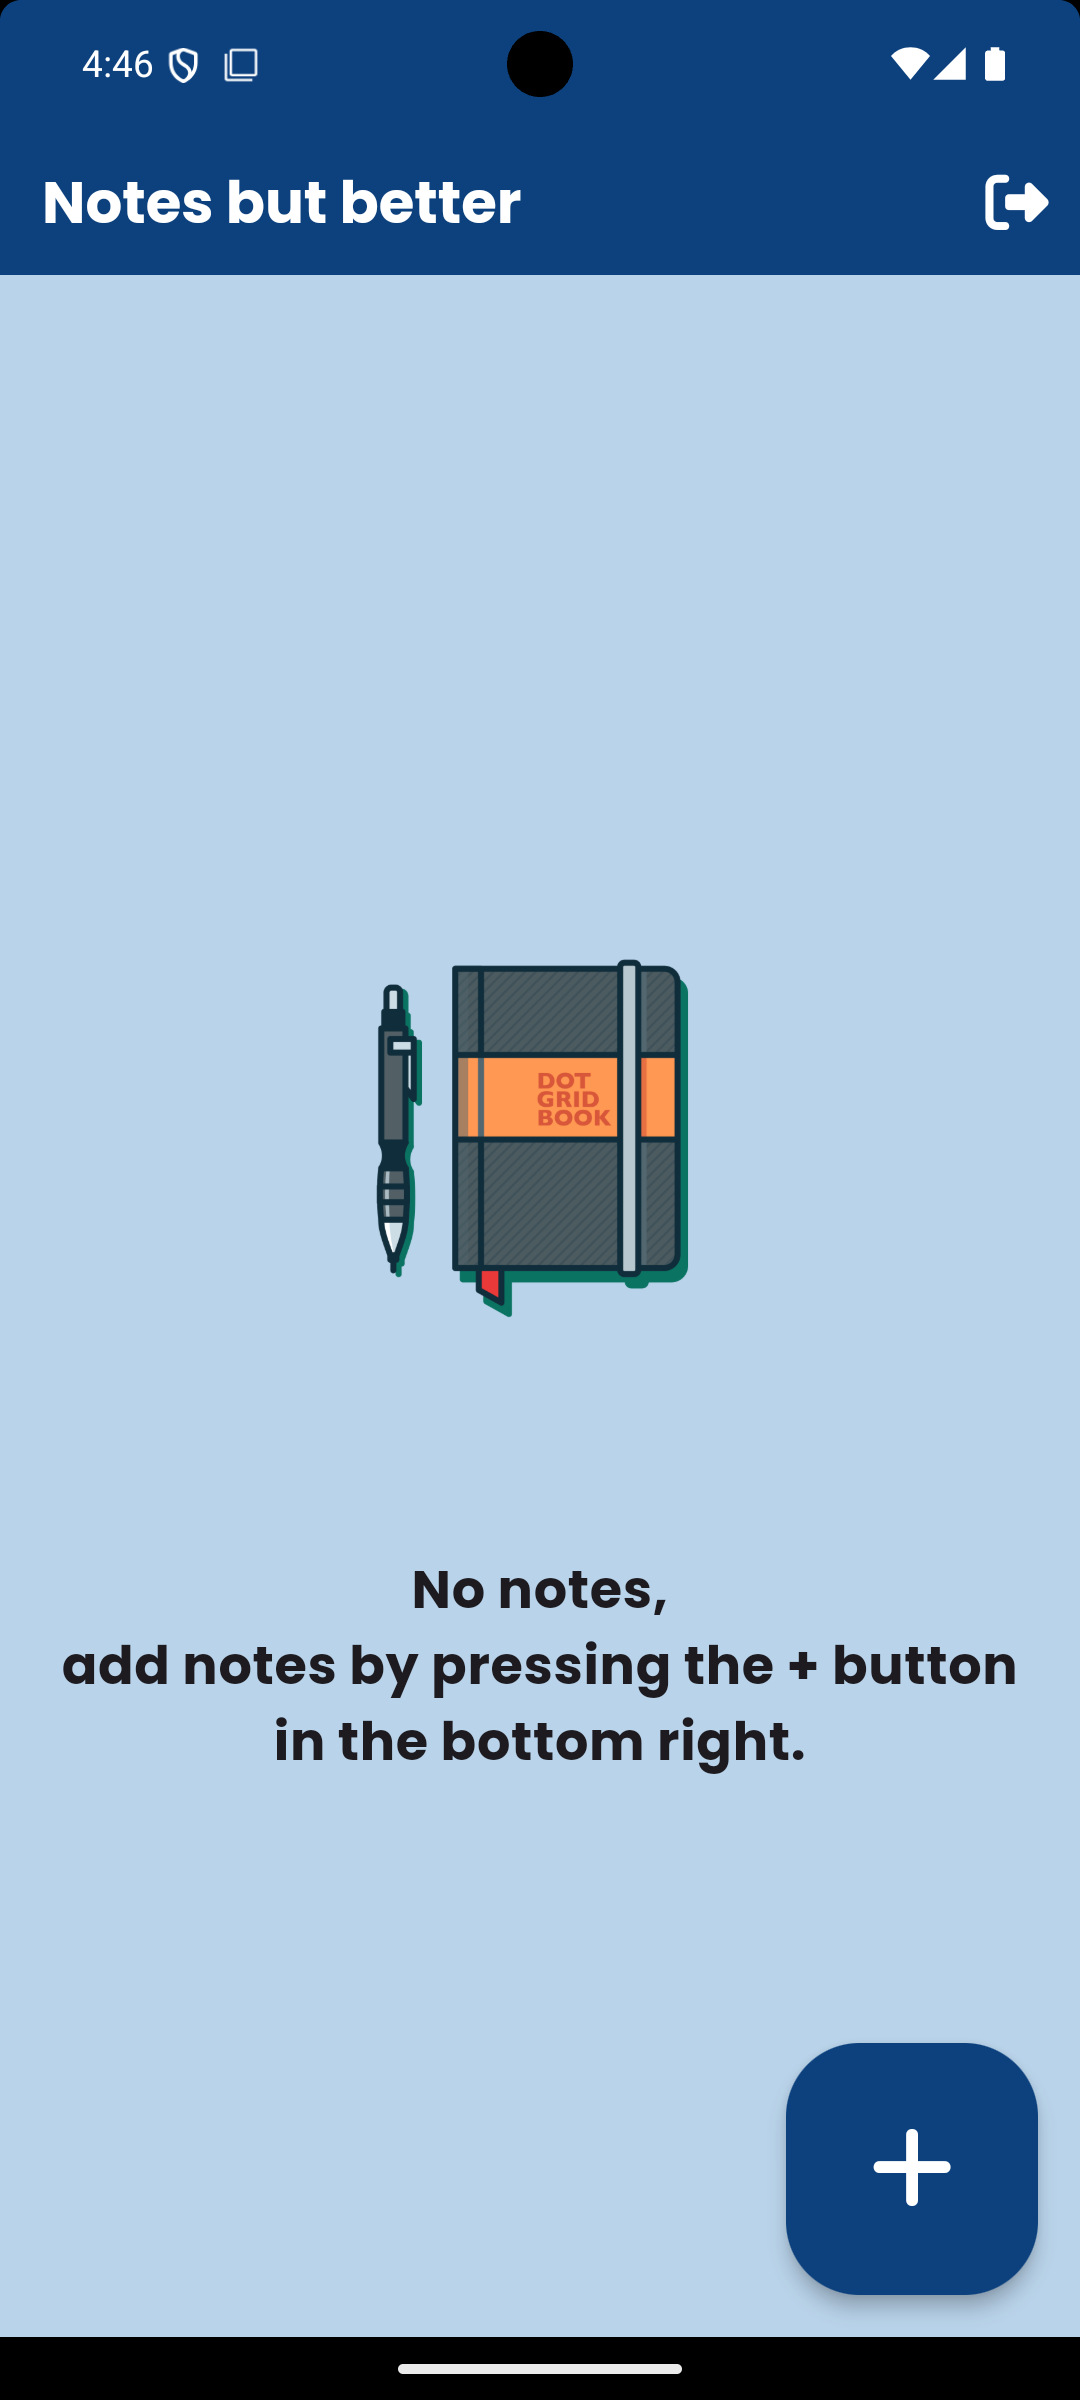 4:46
Notes but better
DOT
GRID
BOOK
No notes,
add notes by pressing the + button
in the bottom right.